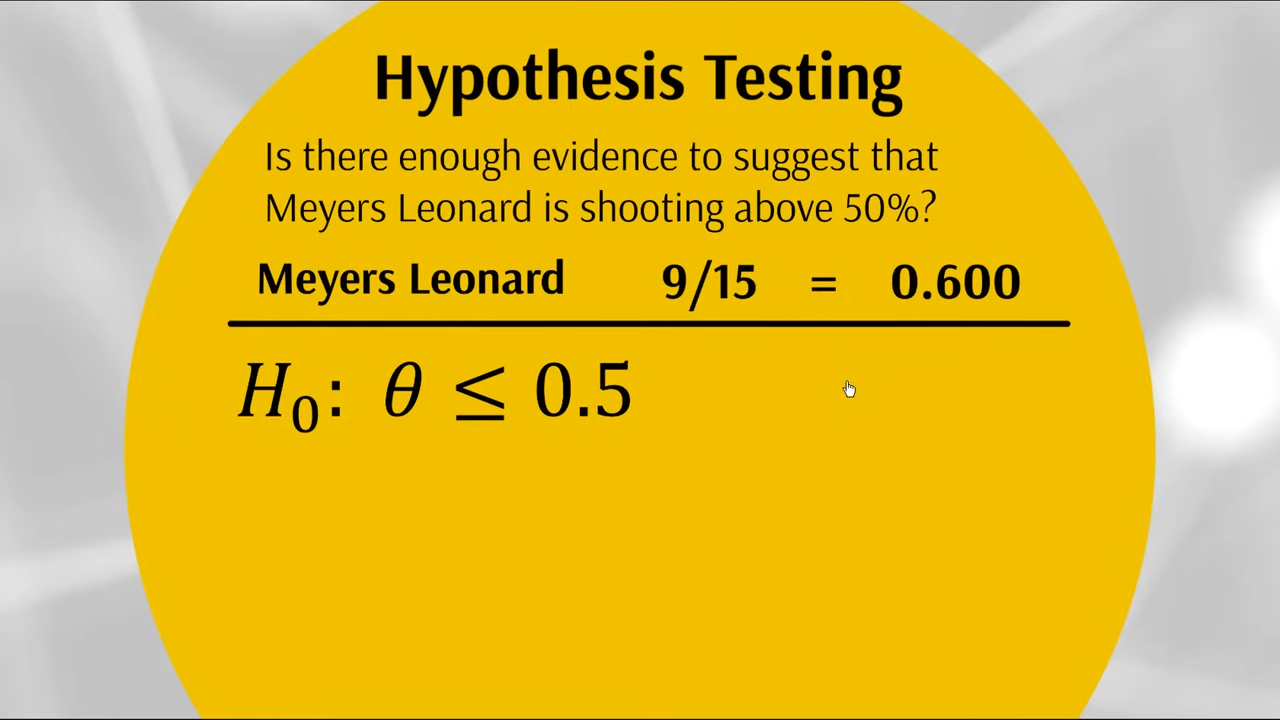 Hypothesis Testing
Is there enough evidence to suggest that
Meyers Leonard is shooting above 50%?
Meyers Leonard 9/15 = 0.600
H₀: θ ≤ 0.5